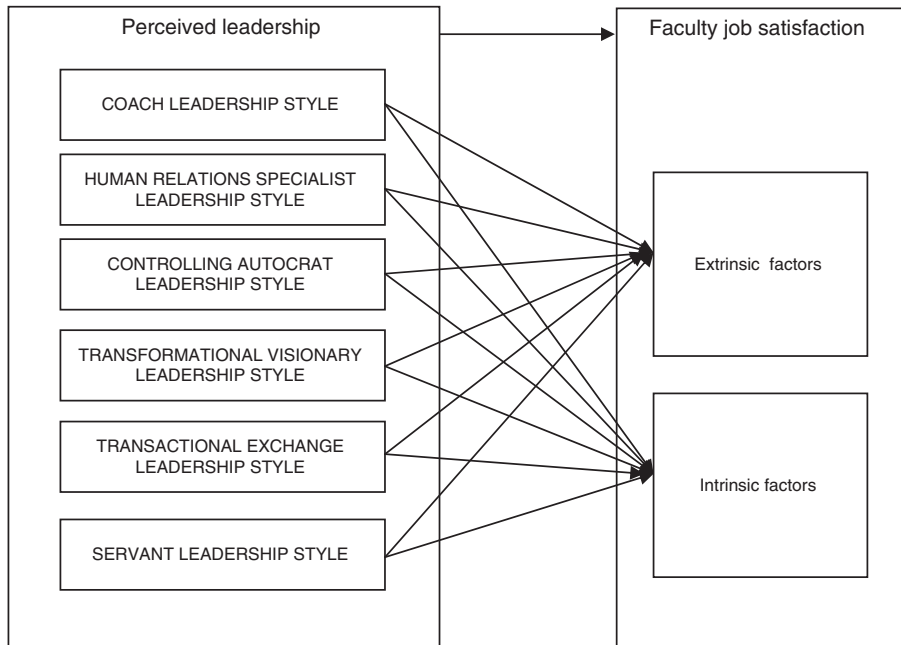 Perceived leadership
COACH LEADERSHIP STYLE
HUMAN RELATIONS SPECIALIST
LEADERSHIP STYLE
CONTROLLING AUTOCRAT
LEADERSHIP STYLE
TRANSFORMATIONAL VISIONARY
LEADERSHIP STYLE
TRANSACTIONAL EXCHANGE
LEADERSHIP STYLE
SERVANT LEADERSHIP STYLE
Faculty job satisfaction
Extrinsic factors
Intrinsic factors